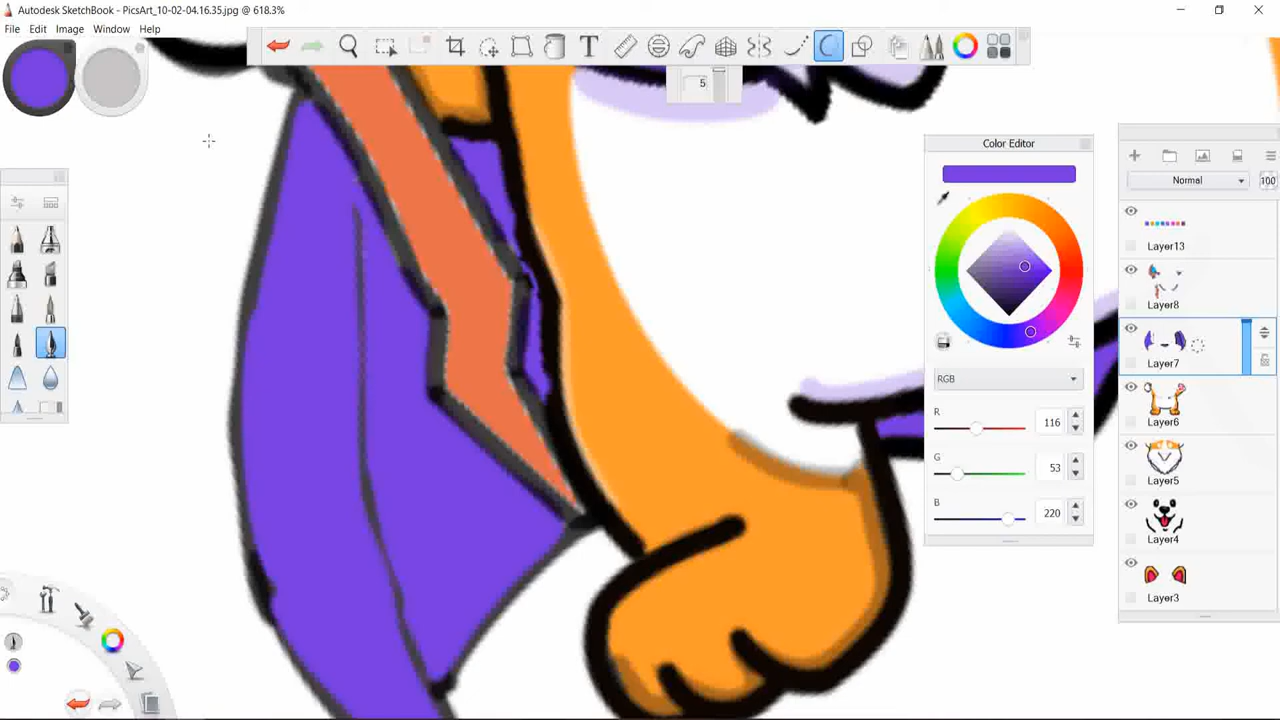 Autodesk SketchBook - PicsArt_10-02-04.16.35.jpg @ 618.3%
File Edit Image Window Help
T
5
Color Editor
RGB
R 116
G 53
B 220
Normal 100
Layer13
Layer8
Layer7
Layer6
Layer5
Layer4
Layer3